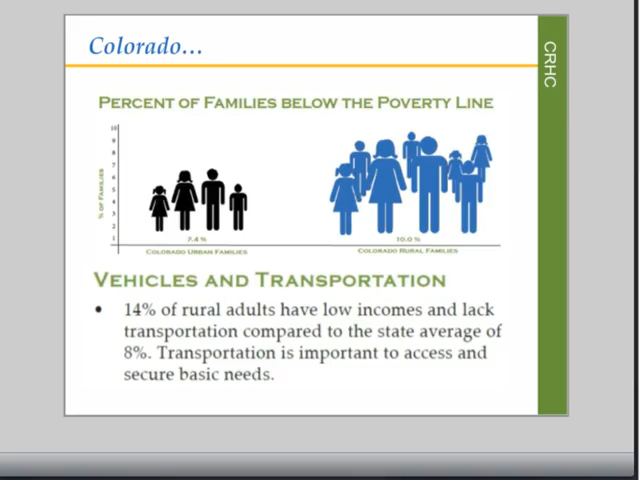 Colorado...
CRHC
PERCENT OF FAMILIES BELOW THE POVERTY LINE
% OF FAMILIES
10
9
8
7
6
5
4
3
2
1
7.4 %
10.0 %
COLORADO URBAN FAMILIES
COLORADO RURAL FAMILIES
VEHICLES AND TRANSPORTATION
• 14% of rural adults have low incomes and lack
transportation compared to the state average of
8%. Transportation is important to access and
secure basic needs.